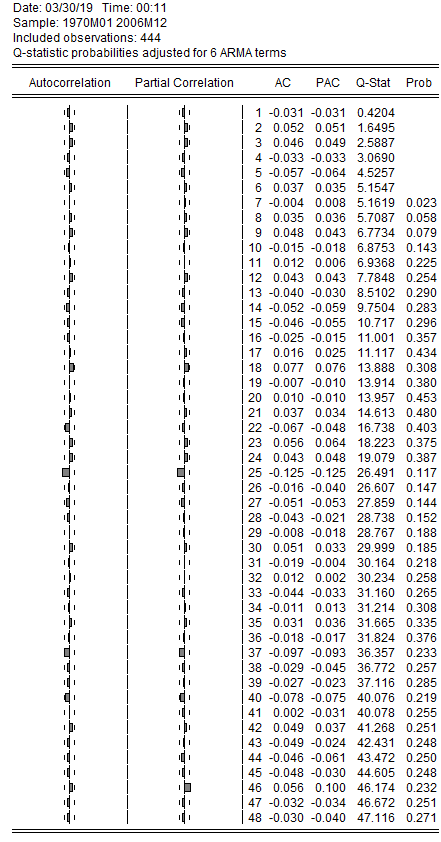 Date: 03/30/19   Time: 00:11
Sample: 1970M01 2006M12
Included observations: 444
Q-statistic probabilities adjusted for 6 ARMA terms
Autocorrelation Partial Correlation AC PAC Q-Stat Prob
1 -0.031 -0.031 0.4204
2 0.052 0.051 1.6495
3 0.046 0.049 2.5887
4 -0.033 -0.033 3.0690
5 -0.057 -0.064 4.5257
6 0.037 0.035 5.1547
7 -0.004 0.008 5.1619 0.023
8 0.035 0.036 5.7087 0.058
9 0.048 0.043 6.7734 0.079
10 -0.015 -0.018 6.8753 0.143
11 0.012 0.006 6.9368 0.225
12 0.043 0.043 7.7848 0.254
13 -0.040 -0.030 8.5102 0.290
14 -0.052 -0.059 9.7504 0.283
15 -0.046 -0.055 10.717 0.296
16 -0.025 -0.015 11.001 0.357
17 0.016 0.025 11.117 0.434
18 0.077 0.076 13.888 0.308
19 -0.007 -0.010 13.914 0.380
20 0.010 -0.010 13.957 0.453
21 0.037 0.034 14.613 0.480
22 -0.067 -0.048 16.738 0.403
23 0.056 0.064 18.223 0.375
24 0.043 0.048 19.079 0.387
25 -0.125 -0.125 26.491 0.117
26 -0.016 -0.040 26.607 0.147
27 -0.051 -0.053 27.859 0.144
28 -0.043 -0.021 28.738 0.152
29 -0.008 -0.018 28.767 0.188
30 0.051 0.033 29.999 0.185
31 -0.019 -0.004 30.164 0.218
32 0.012 0.002 30.234 0.258
33 -0.044 -0.033 31.160 0.265
34 -0.011 0.013 31.214 0.308
35 0.031 0.036 31.665 0.335
36 -0.018 -0.017 31.824 0.376
37 -0.097 -0.093 36.357 0.233
38 -0.029 -0.045 36.772 0.257
39 -0.027 -0.023 37.116 0.285
40 -0.078 -0.075 40.076 0.219
41 0.002 -0.031 40.078 0.255
42 0.049 0.037 41.268 0.251
43 -0.049 -0.024 42.431 0.248
44 -0.046 -0.061 43.472 0.250
45 -0.048 -0.030 44.605 0.248
46 0.056 0.100 46.174 0.232
47 -0.032 -0.034 46.672 0.251
48 -0.030 -0.040 47.116 0.271